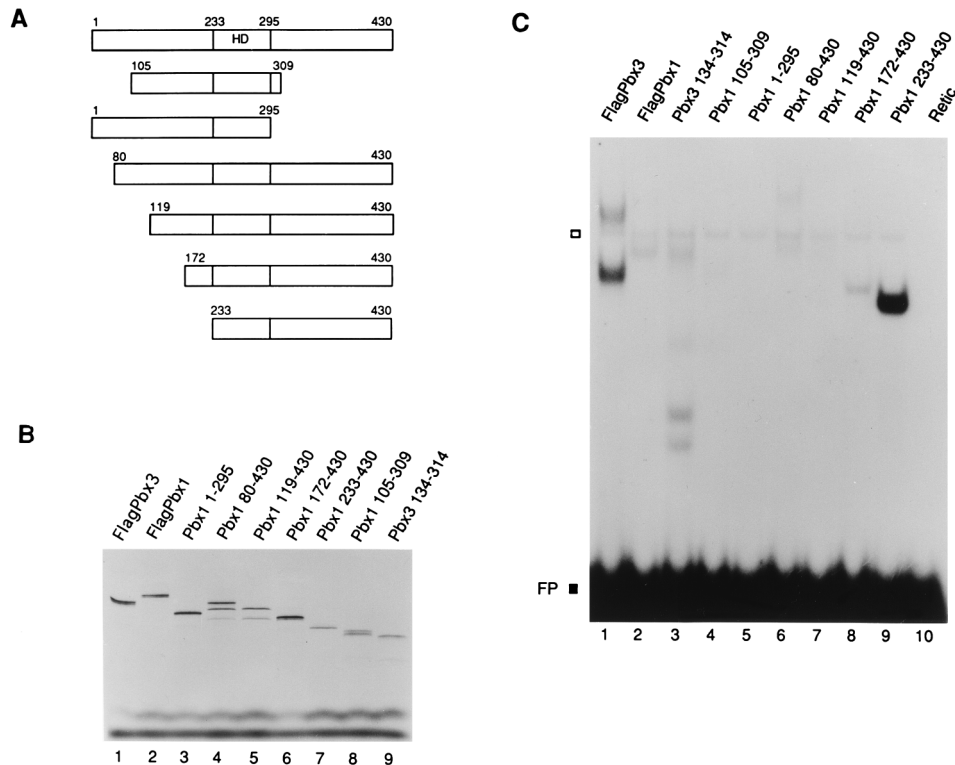 A
1 233 295 430
HD
105 309
1 295
80 430
119 430
172 430
233 430
B
FlagPbx3
FlagPbx1
Pbx1 1-295
Pbx1 80-430
Pbx1 119-430
Pbx1 172-430
Pbx1 233-430
Pbx1 105-309
Pbx3 134-314
1 2 3 4 5 6 7 8 9
C
FlagPbx3
FlagPbx1
Pbx3 134-314
Pbx1 105-309
Pbx1 1-295
Pbx1 80-430
Pbx1 119-430
Pbx1 172-430
Pbx1 233-430
Retic
FP
1 2 3 4 5 6 7 8 9 10